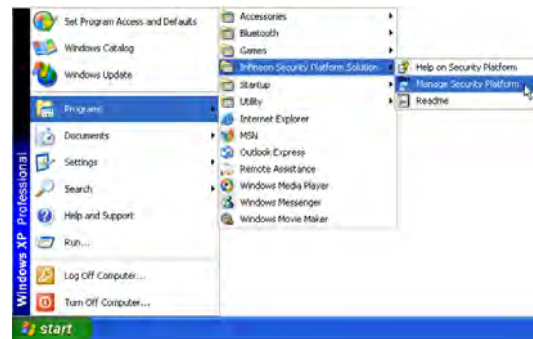 Set Program Access and Defaults
Windows Catalog
Windows Update
Programs
Documents
Settings
Search
Help and Support
Run...
Log Off Computer...
Turn Off Computer...
Windows XP Professional
start
Accessories
Bluetooth
Games
Infineon Security Platform Solution
Startup
Utility
Internet Explorer
MSN
Outlook Express
Remote Assistance
Windows Media Player
Windows Messenger
Windows Movie Maker
Help on Security Platform
Manage Security Platform
Readme